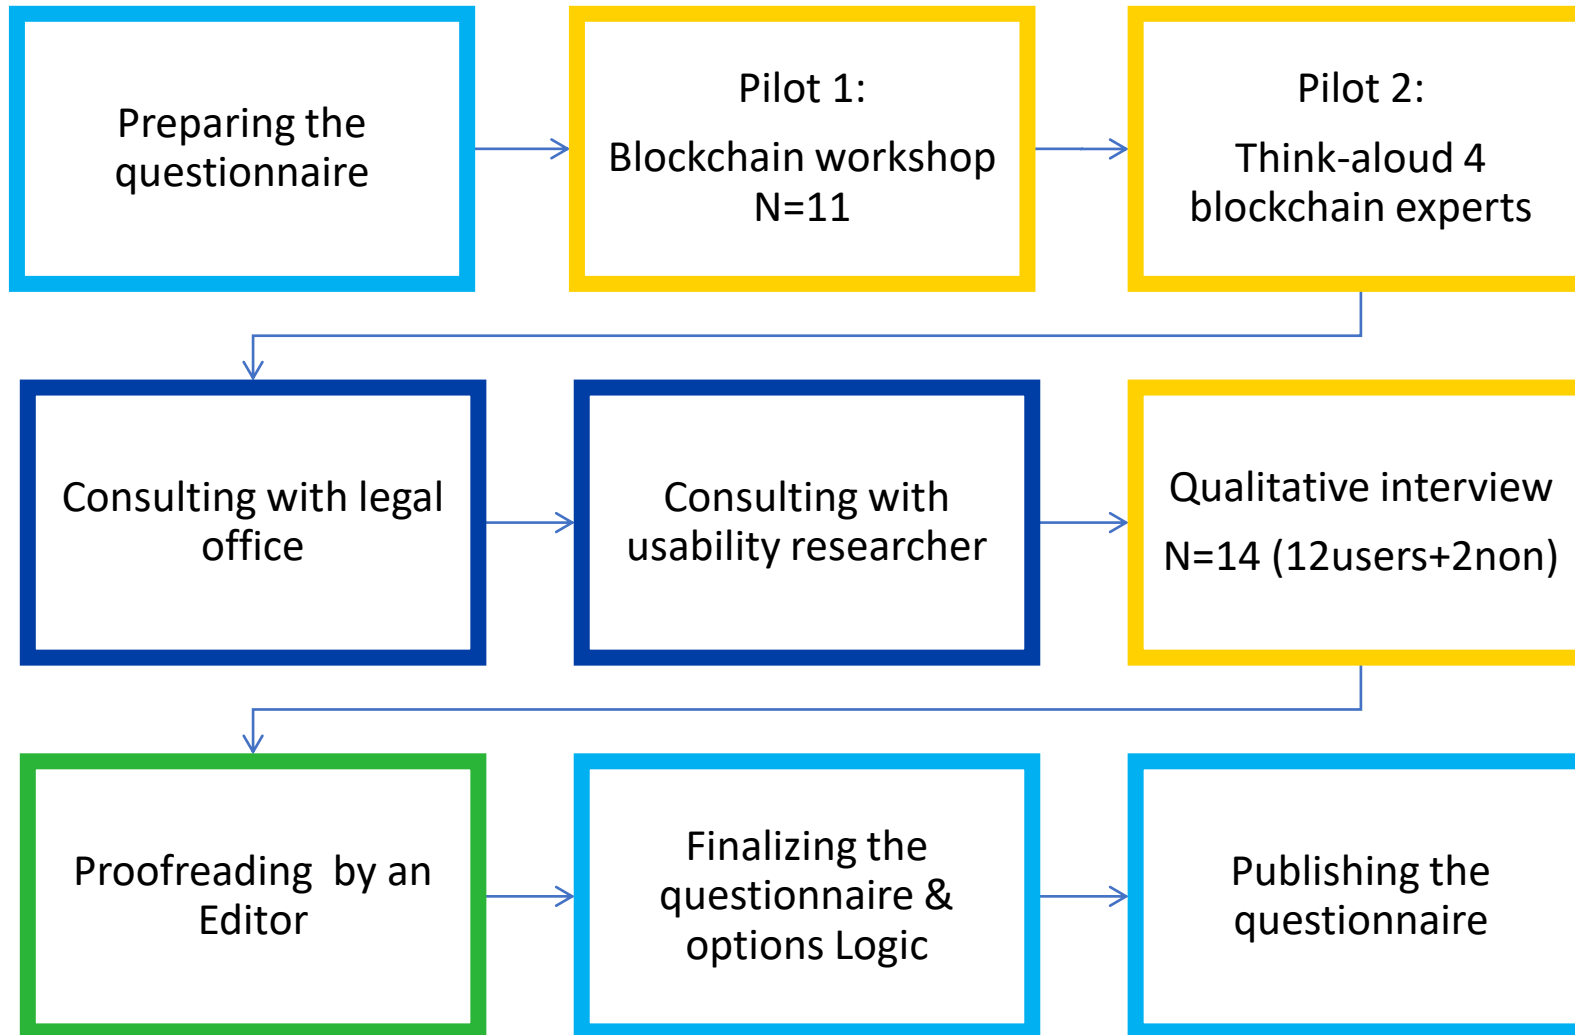 Preparing the
questionnaire
Pilot 1:
Blockchain workshop
N=11
Pilot 2:
Think-aloud 4
blockchain experts
Consulting with legal
office
Consulting with
usability researcher
Qualitative interview
N=14 (12users+2non)
Proofreading  by an
Editor
Finalizing the
questionnaire &
options Logic
Publishing the
questionnaire